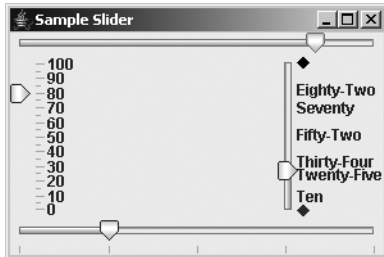 Sample Slider
100
90
80
70
60
50
40
30
20
10
0
Eighty-Two
Seventy
Fifty-Two
Thirty-Four
Twenty-Five
Ten